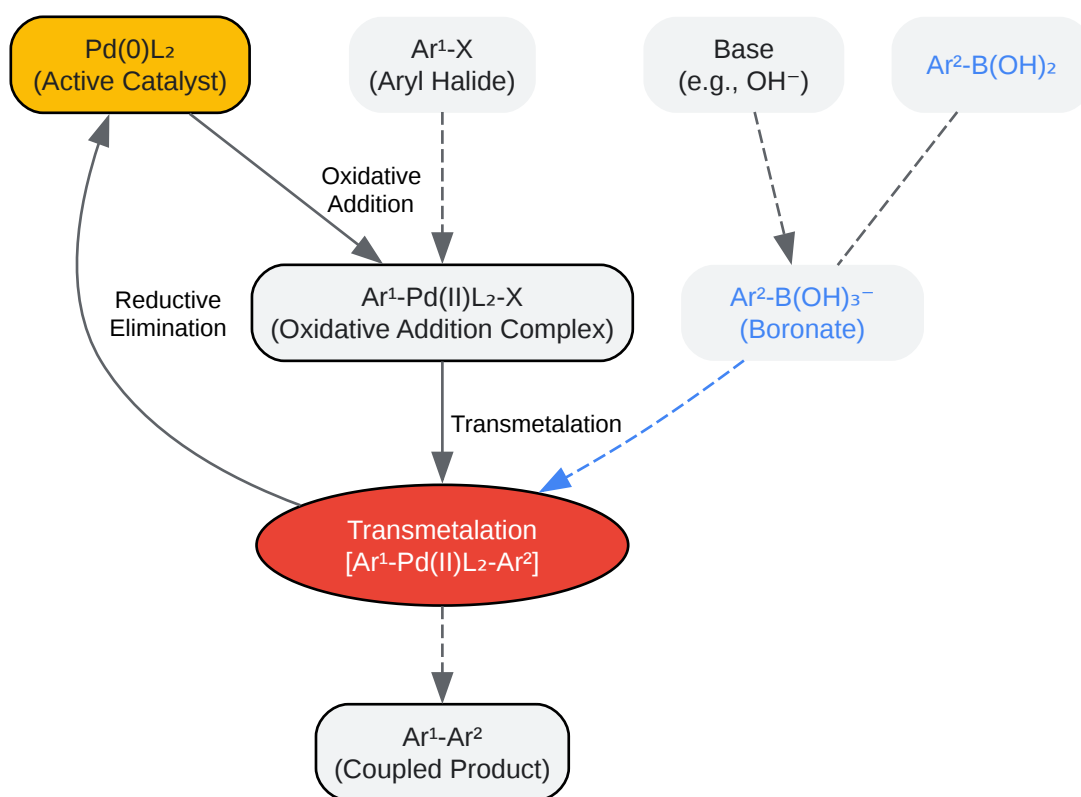 Pd(0)L₂
(Active Catalyst)
Ar¹-X
(Aryl Halide)
Base
(e.g., OH⁻)
Ar²-B(OH)₂
Oxidative
Addition
Ar¹-Pd(II)L₂-X
(Oxidative Addition Complex)
Ar²-B(OH)₃⁻
(Boronate)
Reductive
Elimination
Transmetalation
Transmetalation
[Ar¹-Pd(II)L₂-Ar²]
Ar¹-Ar²
(Coupled Product)